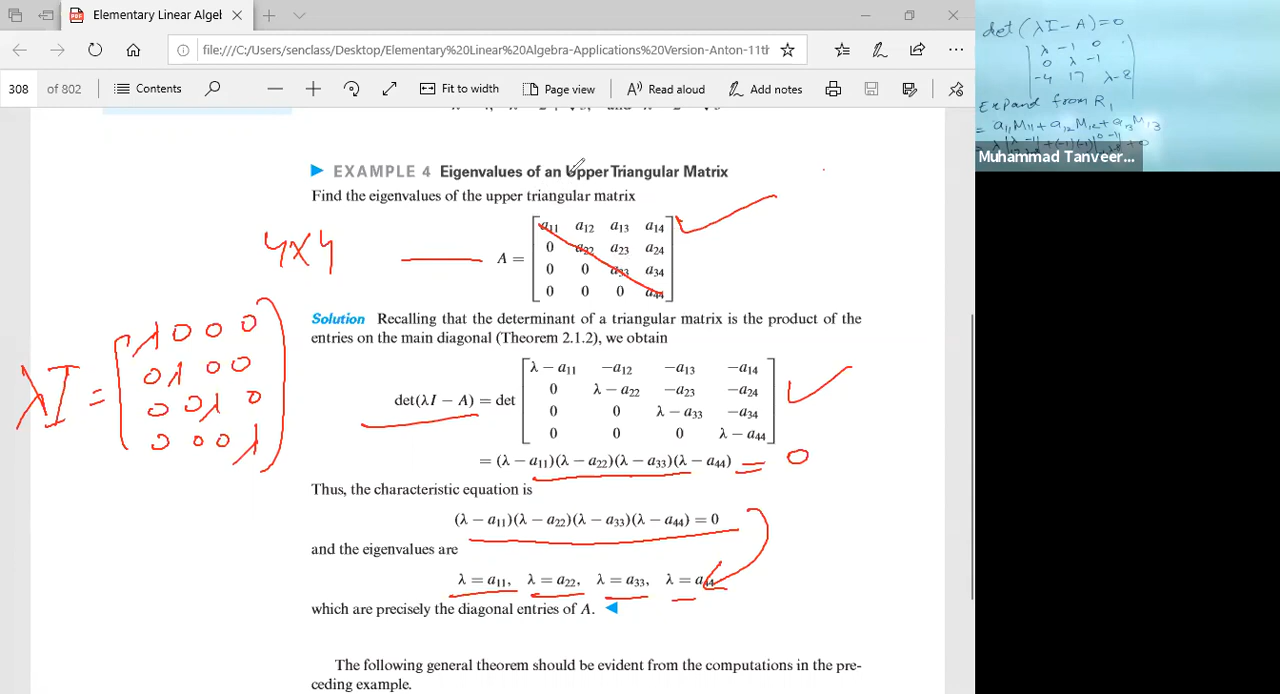 Elementary Linear Algeb
file:///C:/Users/senclass/Desktop/Elementary%20Linear%20Algebra-Applications%20Version-Anton-11th
308 of 802
Contents
Fit to width
Page view
Read aloud
Add notes
EXAMPLE 4 Eigenvalues of an Upper Triangular Matrix
Find the eigenvalues of the upper triangular matrix
4×4
A =
a11 a12 a13 a14
0 a22 a23 a24
0 0 a33 a34
0 0 0 a44
Solution Recalling that the determinant of a triangular matrix is the product of the
entries on the main diagonal (Theorem 2.1.2), we obtain
λI =
λ 0 0 0
0 λ 0 0
0 0 λ 0
0 0 0 λ
det(λI − A) = det
λ − a11 −a12 −a13 −a14
0 λ − a22 −a23 −a24
0 0 λ − a33 −a34
0 0 0 λ − a44
= (λ − a11)(λ − a22)(λ − a33)(λ − a44) = 0
Thus, the characteristic equation is
(λ − a11)(λ − a22)(λ − a33)(λ − a44) = 0
and the eigenvalues are
λ = a11, λ = a22, λ = a33, λ = a44
which are precisely the diagonal entries of A.
The following general theorem should be evident from the computations in the pre-
ceding example.
det(λI − A) = 0
λ −1 0
0 λ −1
−4 17 λ−8
Expand from R1
= a11M11 + a12M12 + a13M13
Muhammad Tanveer...